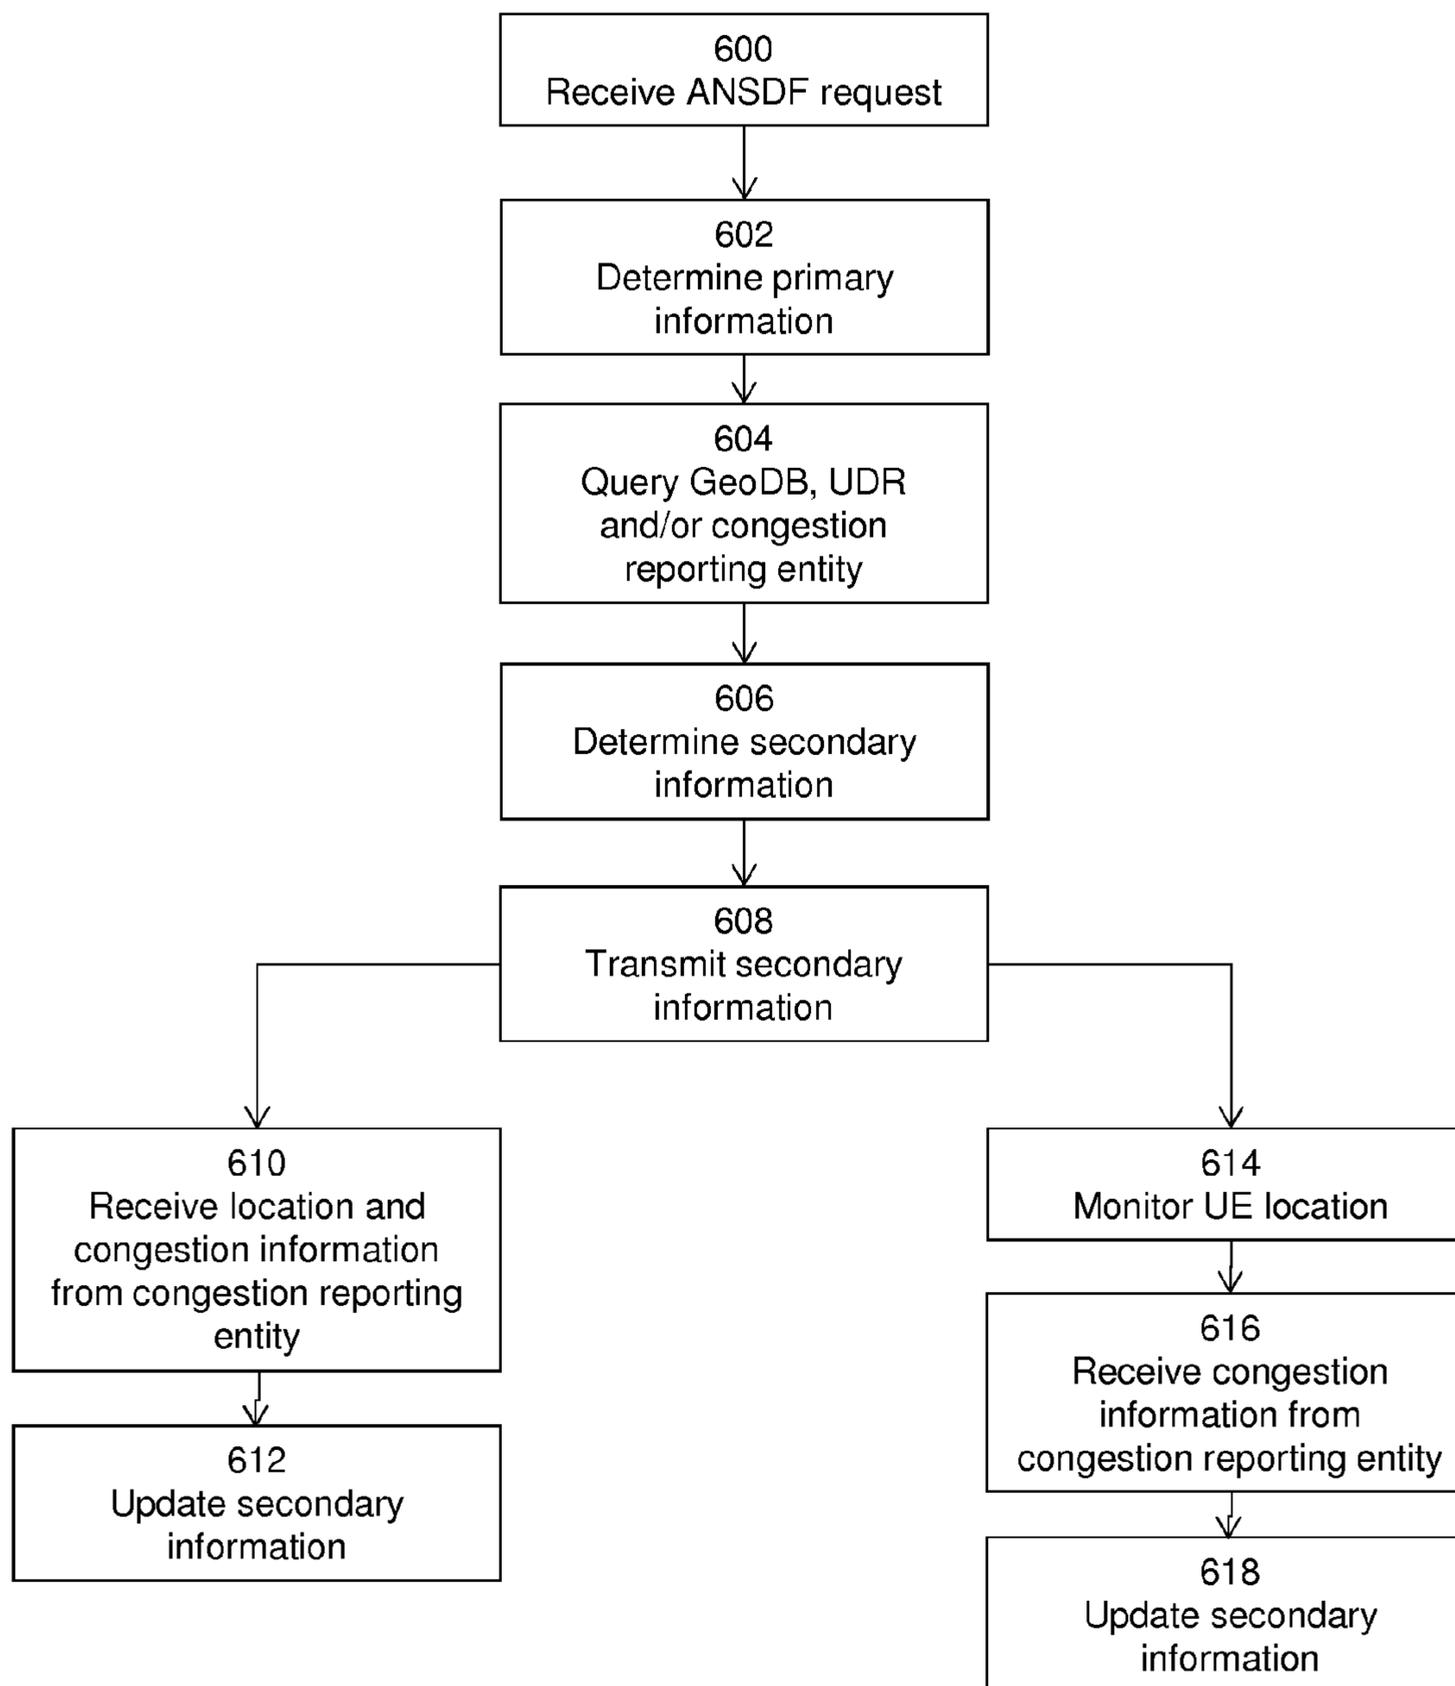 600
Receive ANSDF request
602
Determine primary
information
604
Query GeoDB, UDR
and/or congestion
reporting entity
606
Determine secondary
information
608
Transmit secondary
information
610
Receive location and
congestion information
from congestion reporting
entity
612
Update secondary
information
614
Monitor UE location
616
Receive congestion
information from
congestion reporting entity
618
Update secondary
information